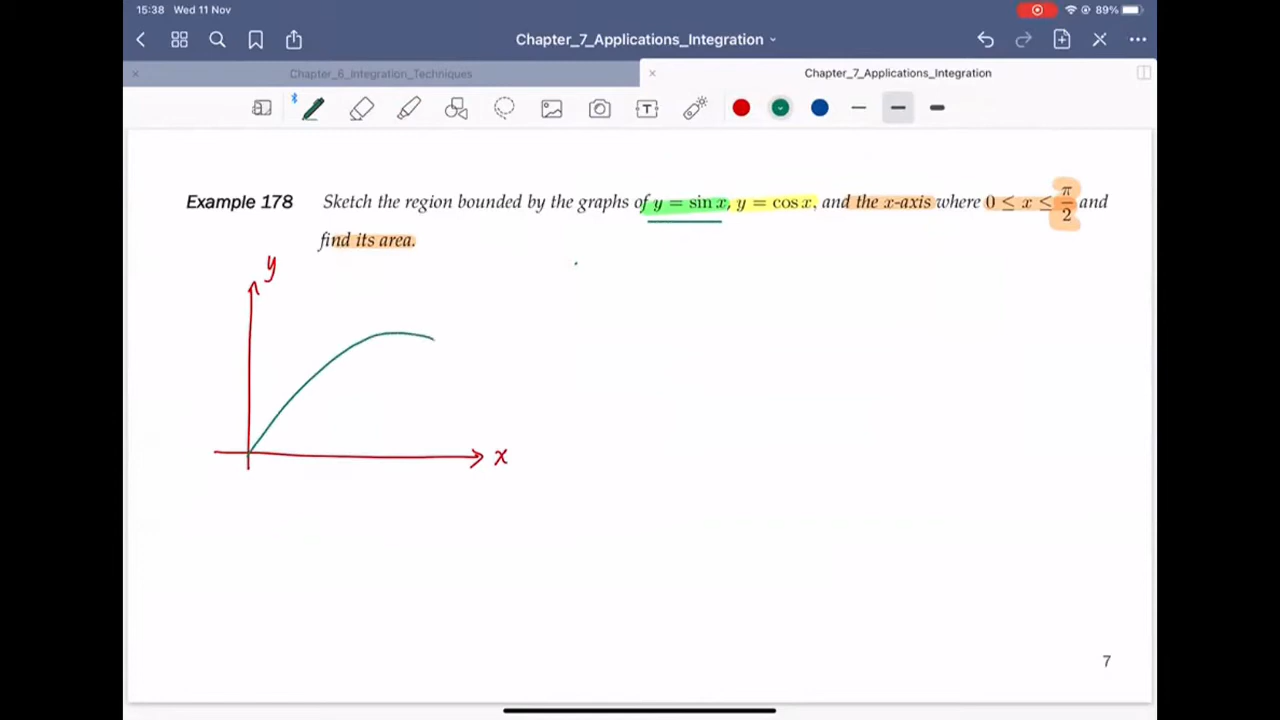 15:38 Wed 11 Nov
89%
Chapter_7_Applications_Integration
Chapter_6_Integration_Techniques
Chapter_7_Applications_Integration
T
Example 178 Sketch the region bounded by the graphs of y = sin x, y = cos x, and the x-axis where 0 ≤ x ≤ π/2 and
find its area.
y
x
7